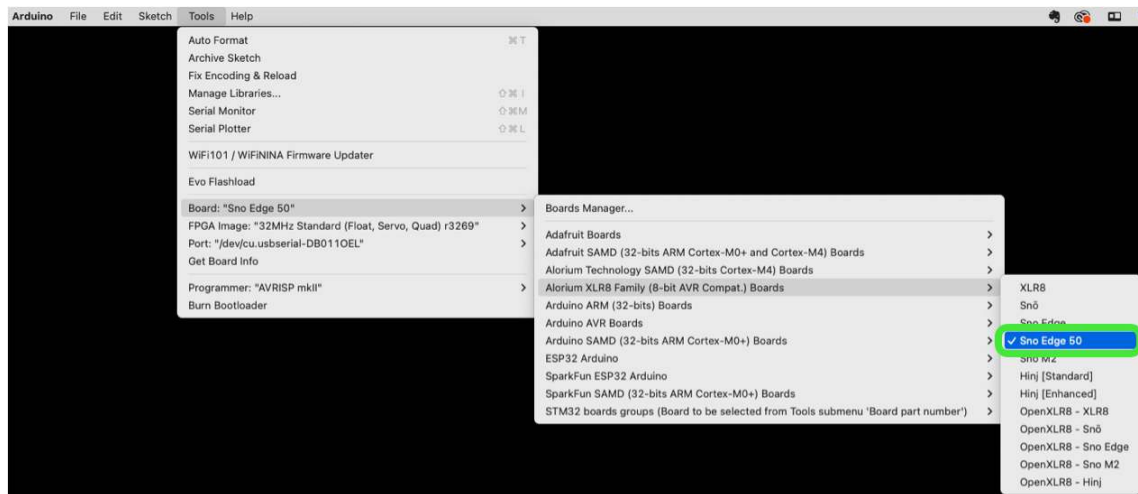 Arduino File Edit Sketch Tools Help
Auto Format ⌘ T
Archive Sketch
Fix Encoding & Reload
Manage Libraries... ⇧ ⌘ I
Serial Monitor ⇧ ⌘ M
Serial Plotter ⇧ ⌘ L
WiFi101 / WiFiNINA Firmware Updater
Evo Flashload
Board: "Sno Edge 50" >
FPGA Image: "32MHz Standard (Float, Servo, Quad) r3269" >
Port: "/dev/cu.usbserial-DB011OEL" >
Get Board Info
Programmer: "AVRISP mkII" >
Burn Bootloader
Boards Manager...
Adafruit Boards >
Adafruit SAMD (32-bits ARM Cortex-M0+ and Cortex-M4) Boards >
Alorium Technology SAMD (32-bits Cortex-M4) Boards >
Alorium XLR8 Family (8-bit AVR Compat.) Boards >
Arduino ARM (32-bits) Boards >
Arduino AVR Boards >
Arduino SAMD (32-bits ARM Cortex-M0+) Boards >
ESP32 Arduino >
SparkFun ESP32 Arduino >
SparkFun SAMD (32-bits ARM Cortex-M0+) Boards >
STM32 boards groups (Board to be selected from Tools submenu 'Board part number') >
XLR8
Snō
Sno Edge
✓ Sno Edge 50
Sno M2
Hinj [Standard]
Hinj [Enhanced]
OpenXLR8 - XLR8
OpenXLR8 - Snō
OpenXLR8 - Sno Edge
OpenXLR8 - Sno M2
OpenXLR8 - Hinj